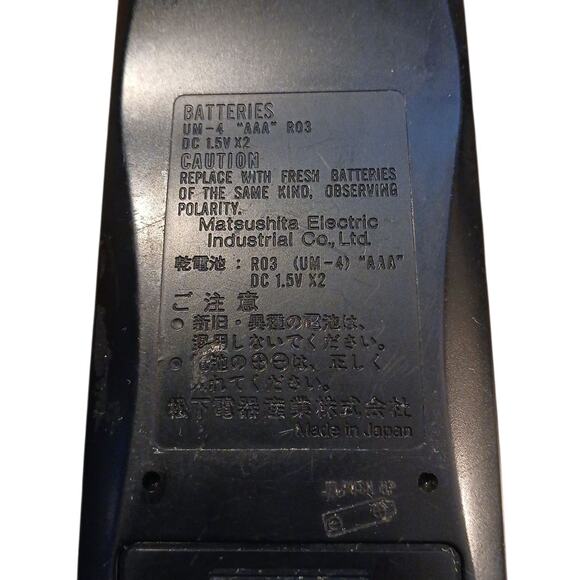 BATTERIES
UM-4 "AAA" R03
DC 1.5V X2
CAUTION
REPLACE WITH FRESH BATTERIES
OF THE SAME KIND, OBSERVING
POLARITY.
Matsushita Electric
Industrial Co., Ltd.
乾電池 : R03 (UM-4) "AAA"
DC 1.5V X2
ご注意
● 新旧・異種の電池は、
混用しないでください。
● 電池の⊕⊖は、正しく
入れてください。
松下電器産業株式会社
Made in Japan